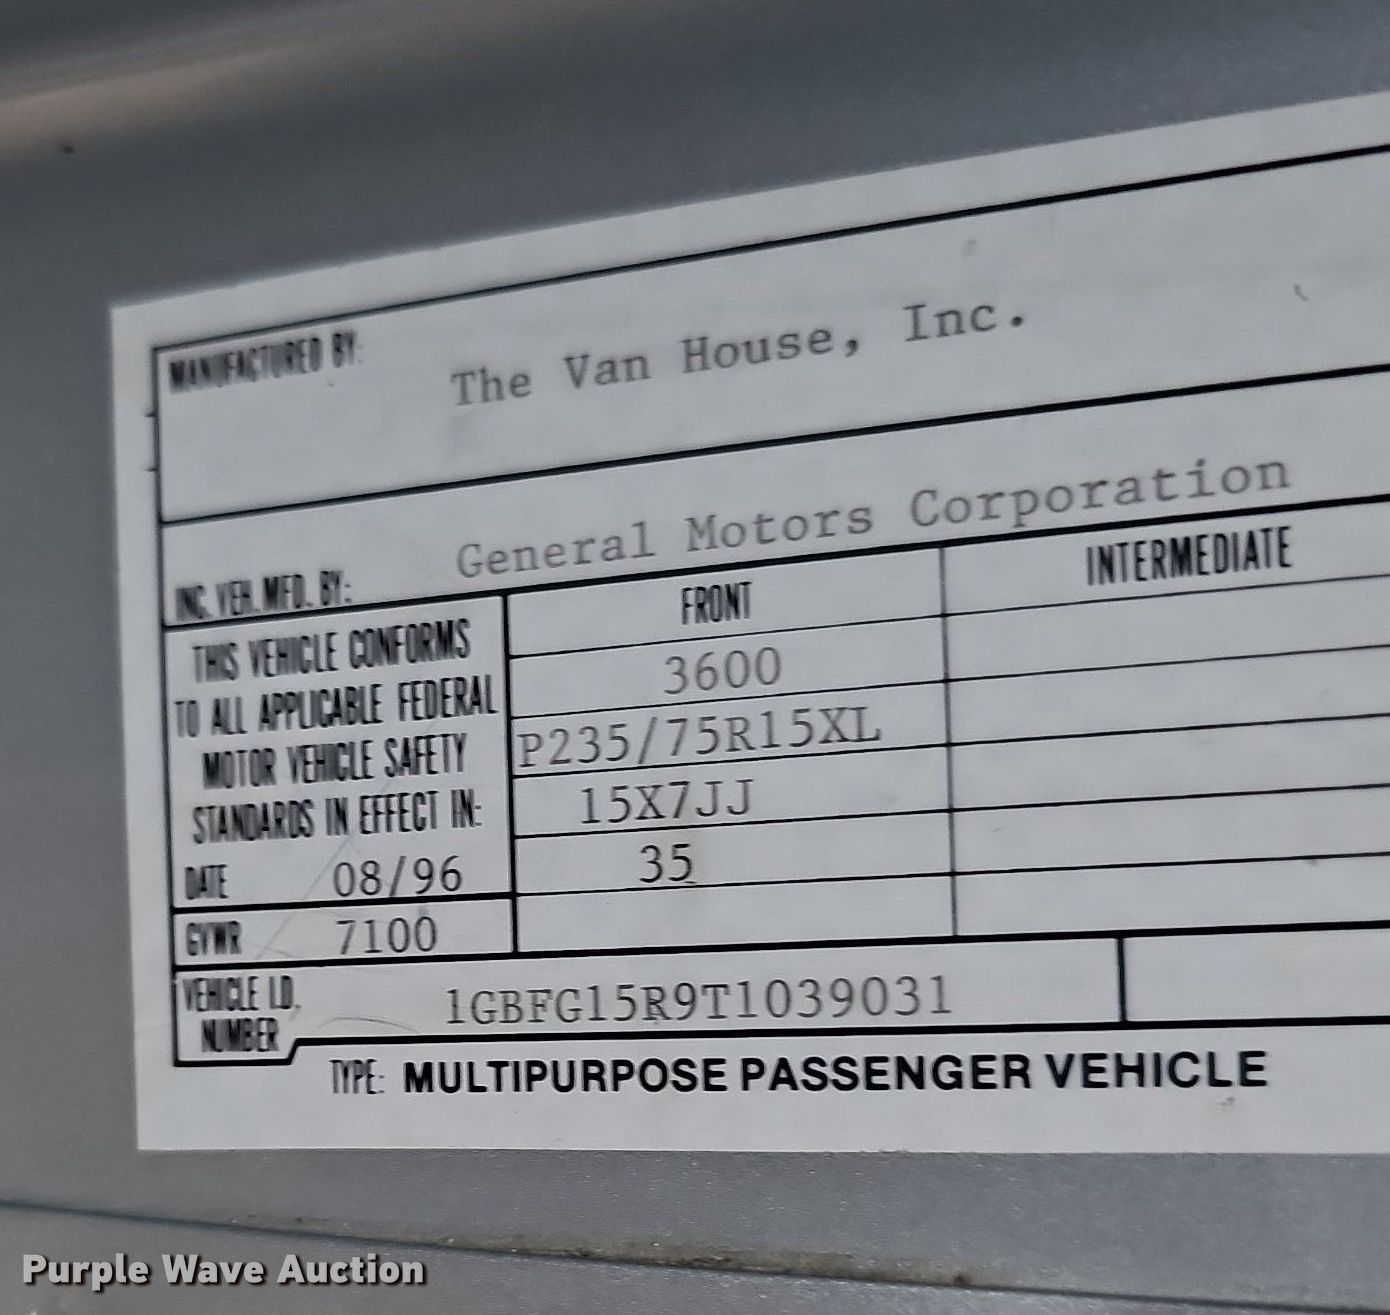 MANUFACTURED BY: The Van House, Inc.
INC. VEH. MFD. BY: General Motors Corporation
FRONT INTERMEDIATE
THIS VEHICLE CONFORMS
TO ALL APPLICABLE FEDERAL
MOTOR VEHICLE SAFETY
STANDARDS IN EFFECT IN:
3600
P235/75R15XL
15X7JJ
35
DATE 08/96
GVWR 7100
VEHICLE I.D.
NUMBER
1GBFG15R9T1039031
TYPE: MULTIPURPOSE PASSENGER VEHICLE
Purple Wave Auction